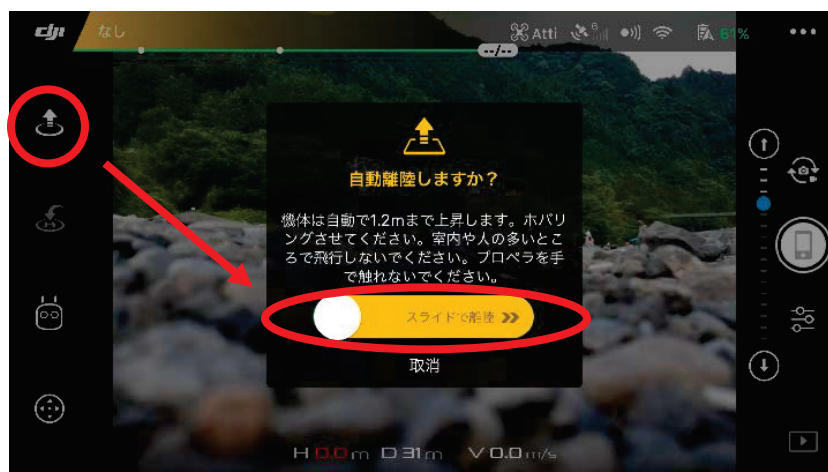 dji なし Atti 6 61% •••
--/--
自動離陸しますか？
機体は自動で1.2mまで上昇します。ホバリ
ングさせてください。室内や人の多いとこ
ろで飛行しないでください。プロペラを手
で触れないでください。
スライドで離陸
取消
H
H 0.0m D 31m V 0.0m/s